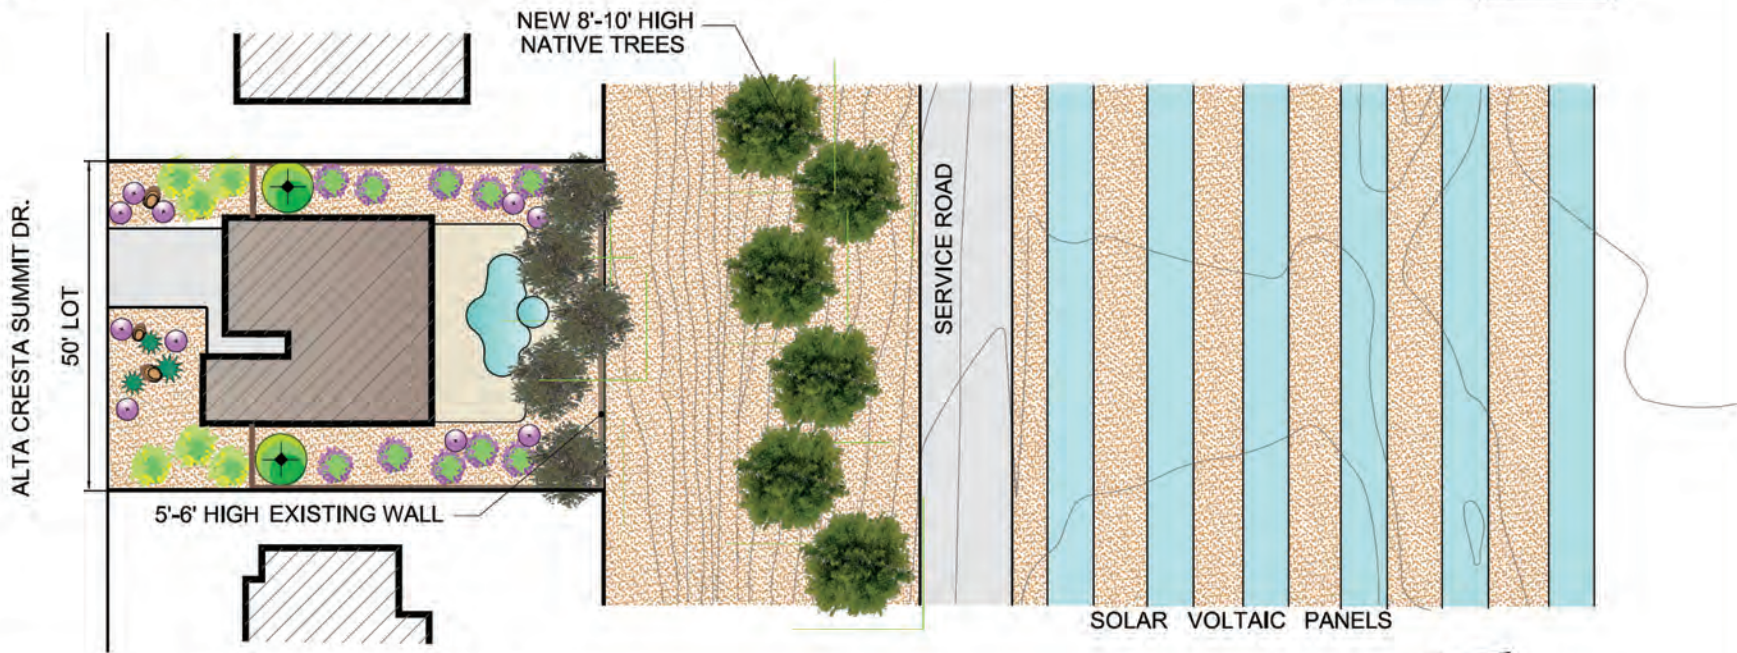 NEW 8'-10' HIGH
NATIVE TREES
ALTA CRESTA SUMMIT DR.
50' LOT
SERVICE ROAD
5'-6' HIGH EXISTING WALL
SOLAR VOLTAIC PANELS